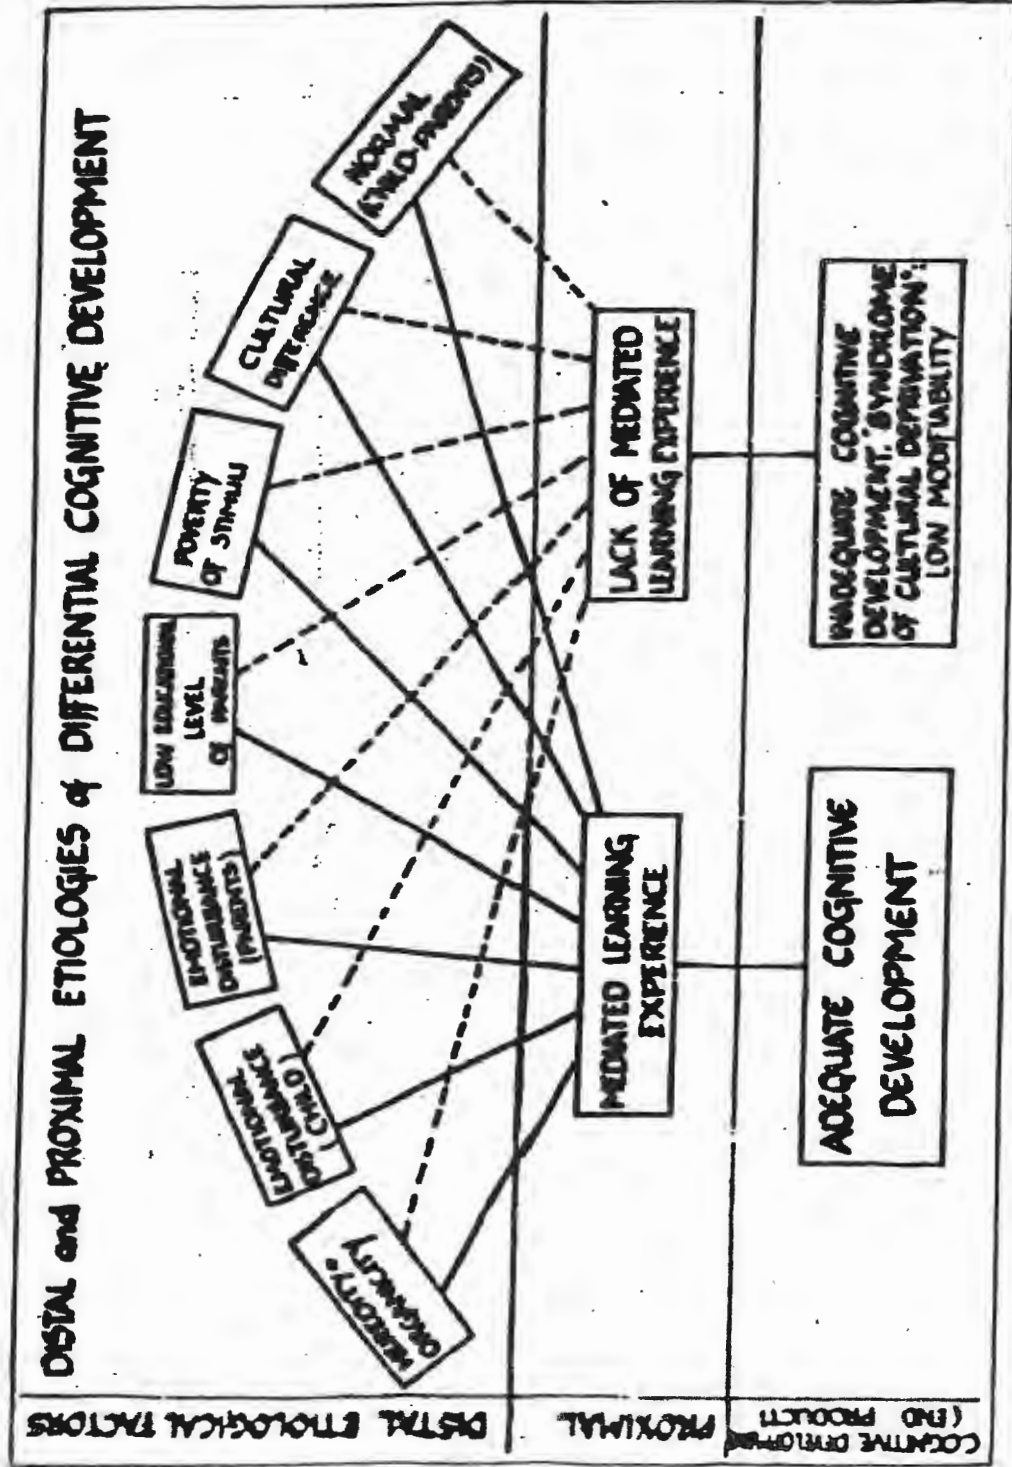 DISTAL and PROXIMAL ETIOLOGIES of DIFFERENTIAL COGNITIVE DEVELOPMENT
DISTAL ETIOLOGICAL FACTORS
HEREDITY-
ORGANICITY
EMOTIONAL
DISTURBANCE
(CHILD)
EMOTIONAL
DISTURBANCE
(PARENTS)
LOW EDUCATIONAL
LEVEL
OF PARENTS
POVERTY
OF STIMULI
CULTURAL
DIFFERENCE
NORMAL
(CHILD-PARENTS)
PROXIMAL
MEDIATED LEARNING
EXPERIENCE
LACK OF MEDIATED
LEARNING EXPERIENCE
COGNITIVE DEVELOPMENT
(END PRODUCT)
ADEQUATE COGNITIVE
DEVELOPMENT
INADEQUATE COGNITIVE
DEVELOPMENT. "SYNDROME
OF CULTURAL DEPRIVATION":
LOW MODIFIABILITY